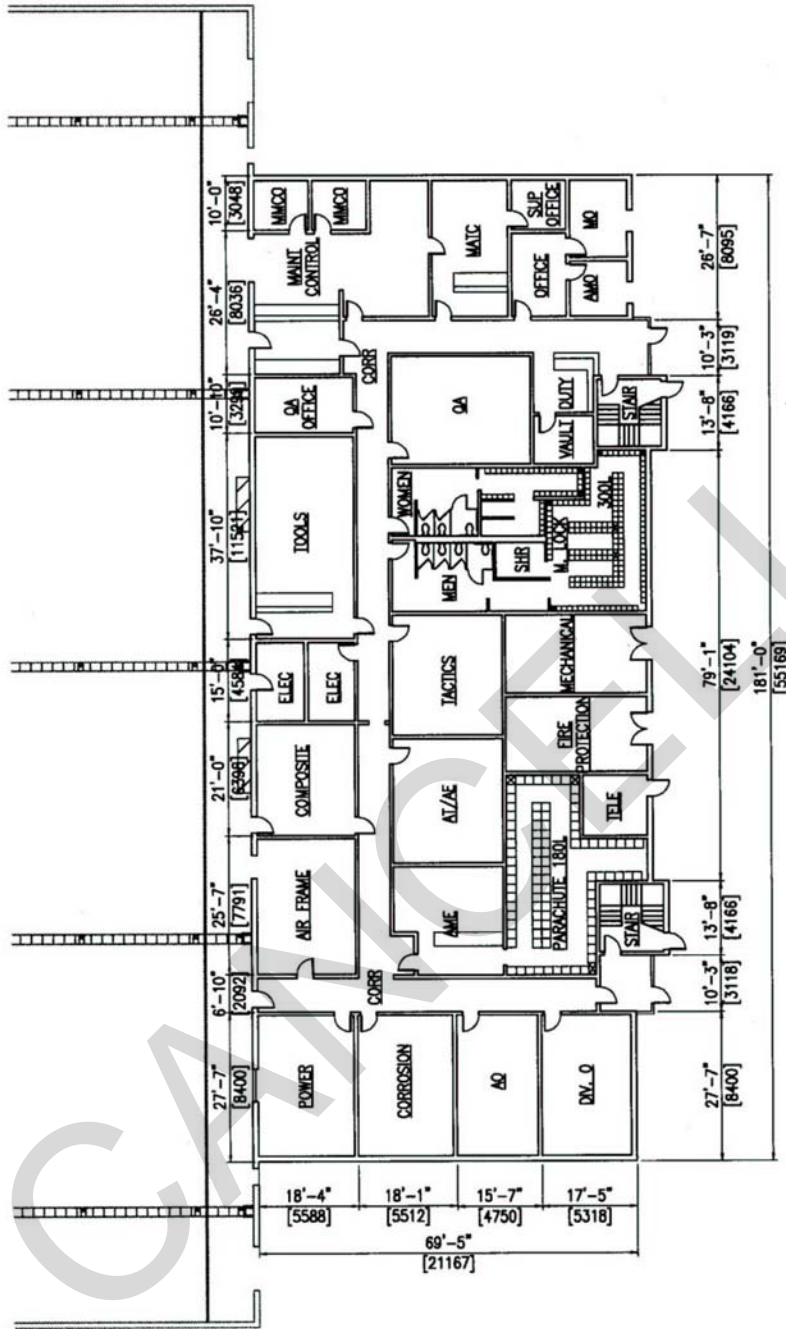 10'-0"
[3048]
26'-4"
[8036]
10'-10"
37'-10"
15'-0"
21'-0"
25'-7"
[7791]
6'-10"
[2092]
27'-7"
[8400]
MMCO
MMCO
MAINT
CONTROL
MATC
SUP
OFFICE
OFFICE
MO
AMO
CORR
QA
OFFICE
QA
DUTY
VAULT
STAIR
TOOLS
WOMEN
MEN
SHR
M. LOCK
300L
ELEC
ELEC
TACTICS
MECHANICAL
COMPOSITE
AT/AE
FIRE
PROTECTION
TELE
AIR FRAME
AME
PARACHUTE 180L
STAIR
CORR
POWER
CORROSION
AO
DIV. O
26'-7"
[8095]
10'-3"
[3119]
13'-8"
[4166]
79'-1"
[24104]
181'-0"
[55169]
13'-8"
[4166]
10'-3"
[3118]
27'-7"
[8400]
18'-4"
[5588]
18'-1"
[5512]
15'-7"
[4750]
17'-5"
[5318]
69'-5"
[21167]
CANCELL